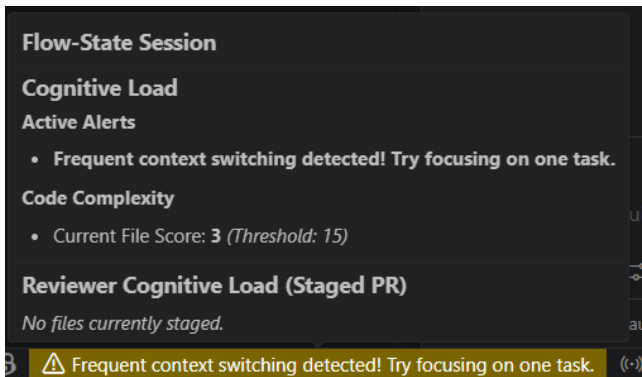 Flow-State Session
Cognitive Load
Active Alerts
• Frequent context switching detected! Try focusing on one task.
Code Complexity
• Current File Score: 3 (Threshold: 15)
Reviewer Cognitive Load (Staged PR)
No files currently staged.
⚠ Frequent context switching detected! Try focusing on one task.